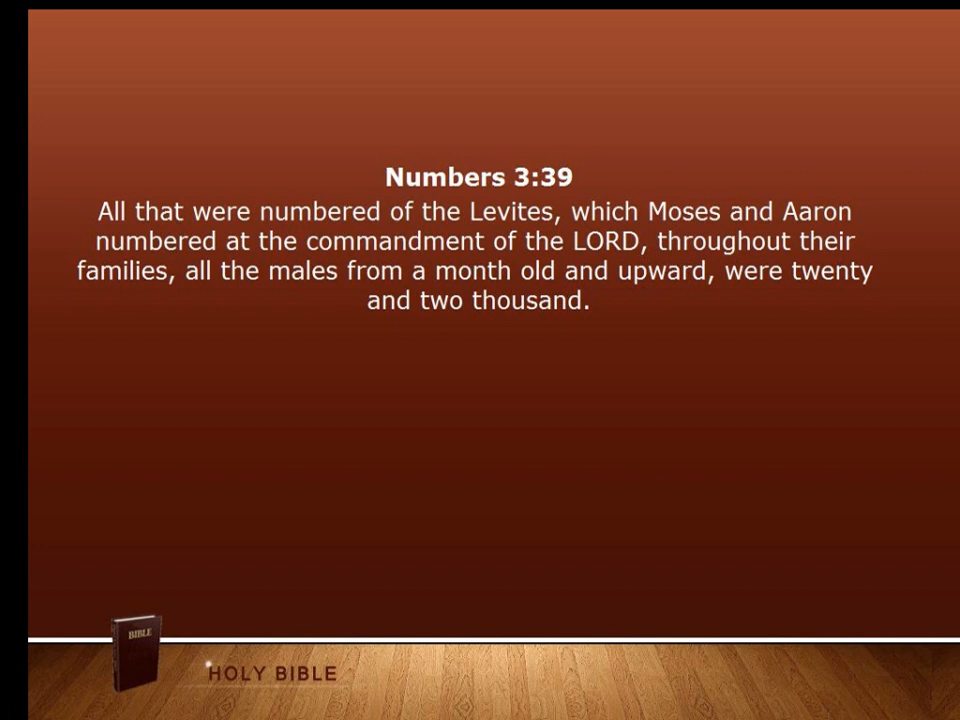 Numbers 3:39
All that were numbered of the Levites, which Moses and Aaron
numbered at the commandment of the LORD, throughout their
families, all the males from a month old and upward, were twenty
and two thousand.
BIBLE
HOLY BIBLE